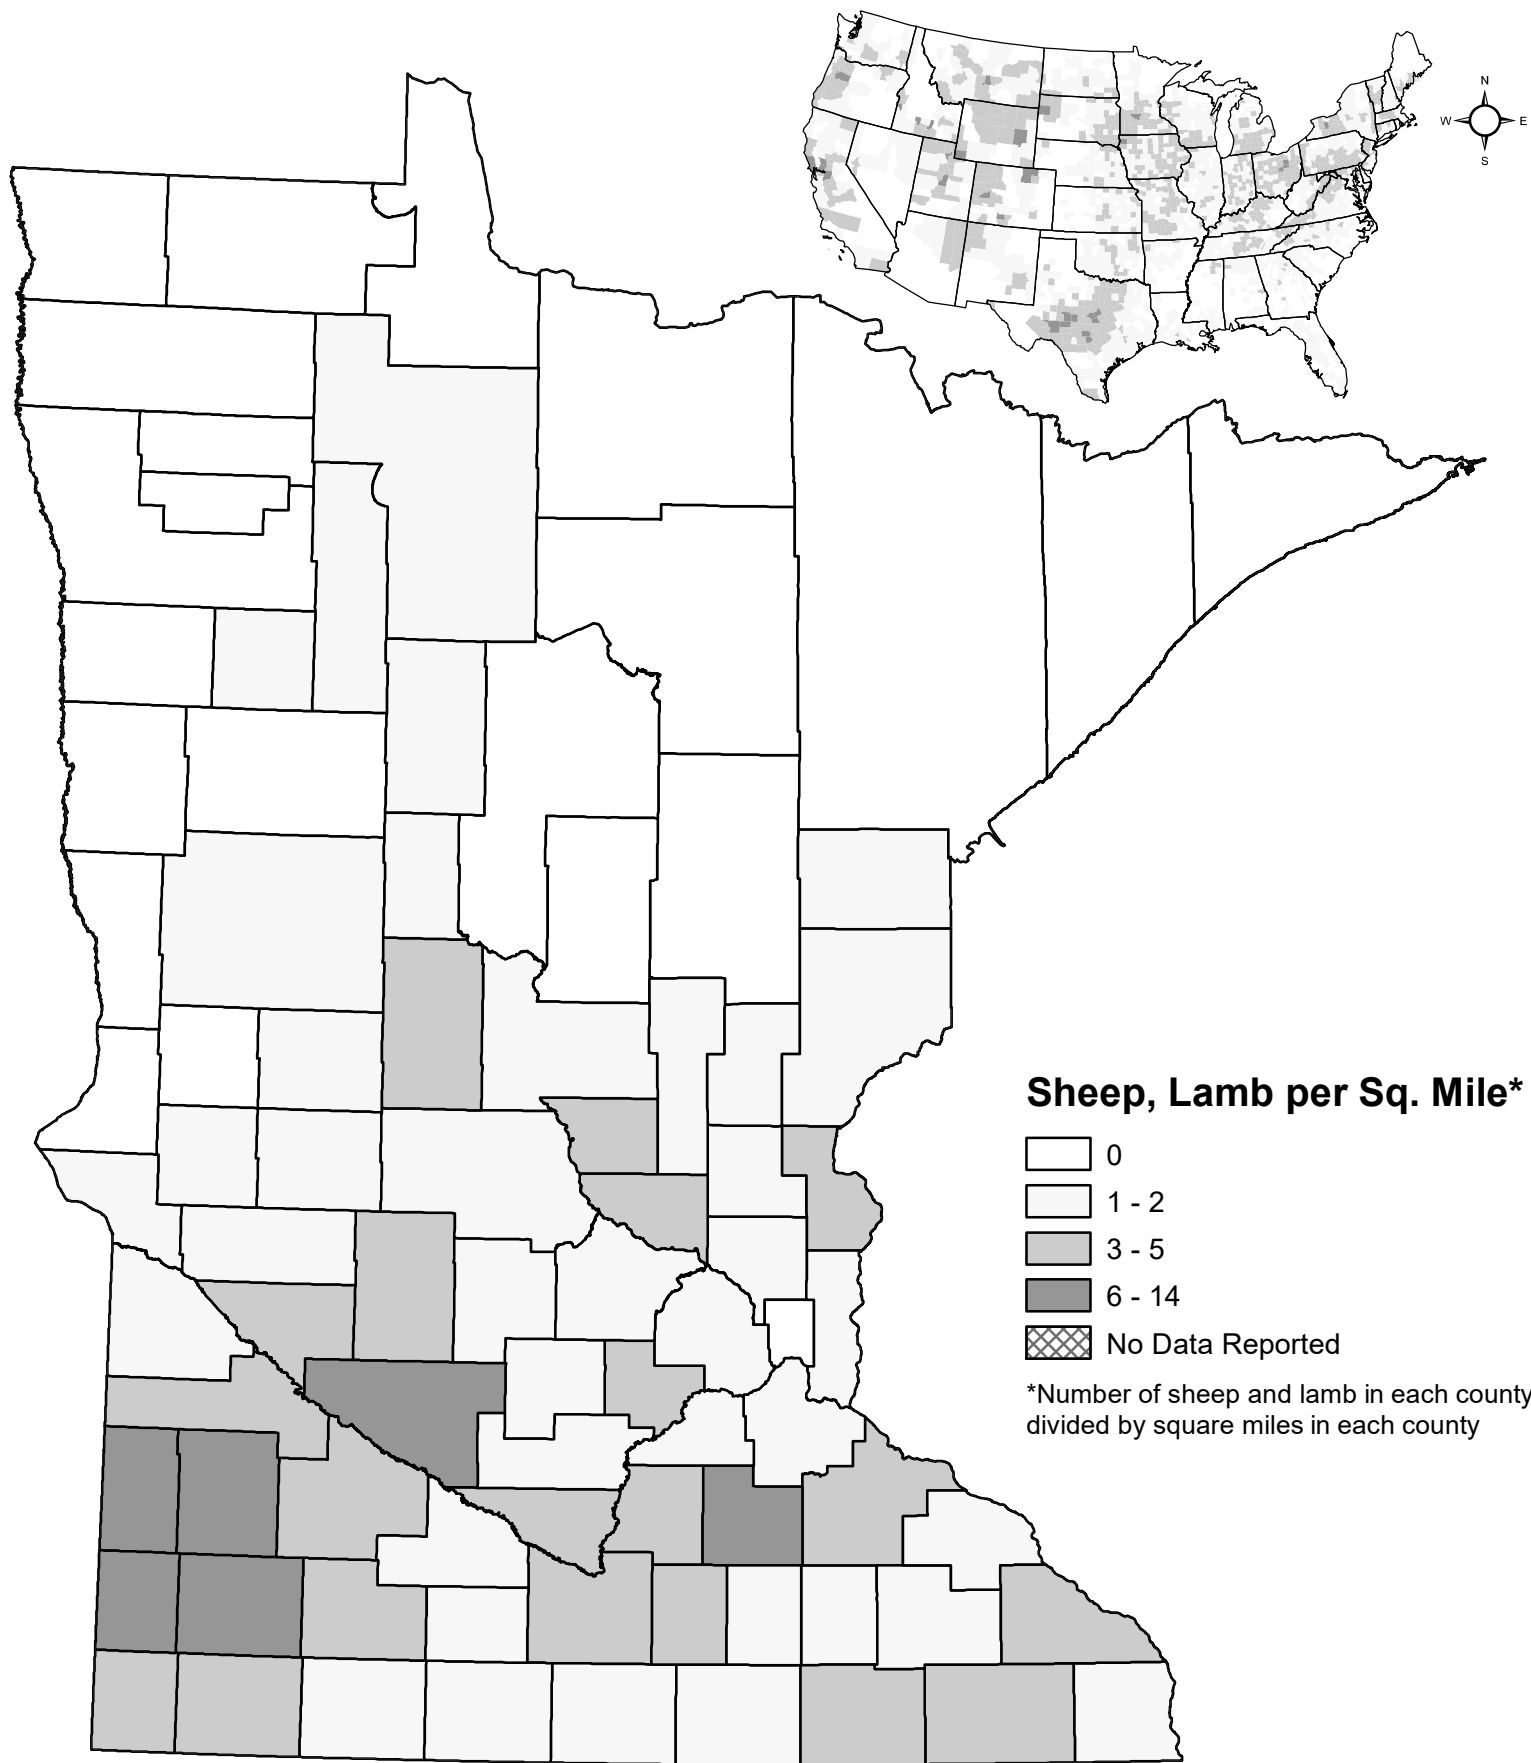 N
W E
S
Sheep, Lamb per Sq. Mile*
0
1 - 2
3 - 5
6 - 14
No Data Reported
*Number of sheep and lamb in each county
divided by square miles in each county